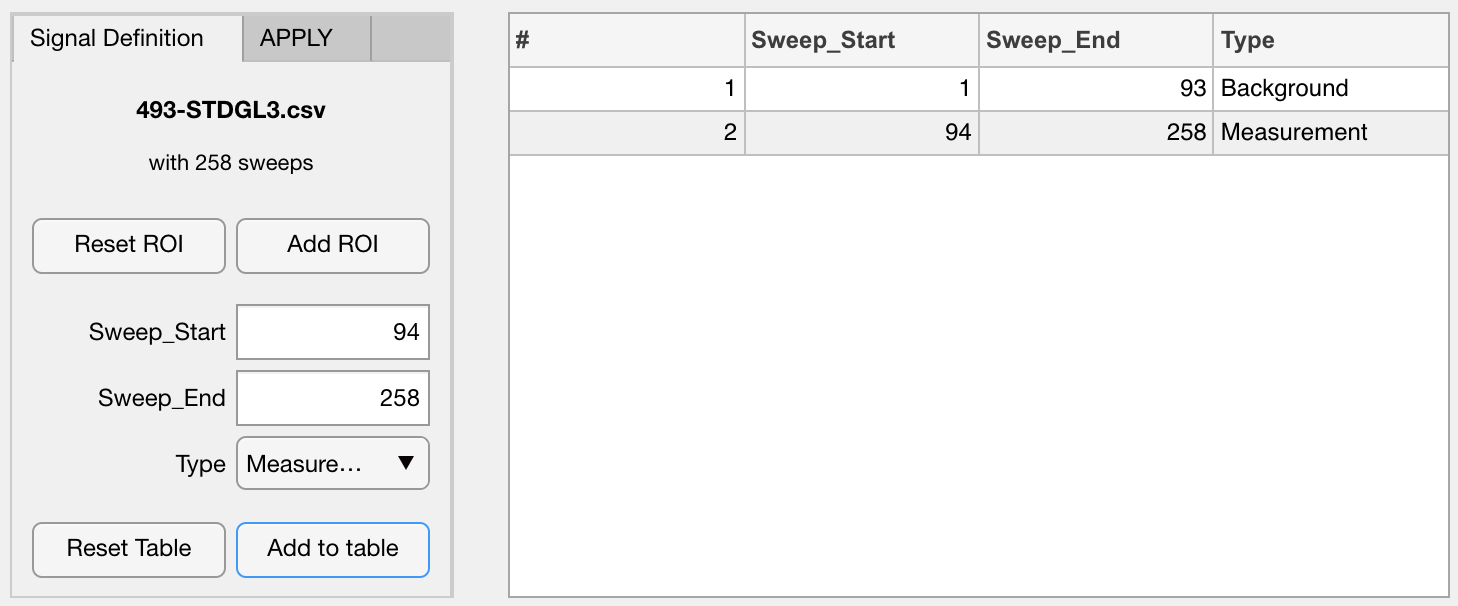 Signal Definition APPLY
493-STDGL3.csv
with 258 sweeps
Reset ROI Add ROI
Sweep_Start 94
Sweep_End 258
Type Measure...
Reset Table Add to table
# Sweep_Start Sweep_End Type
1 1 93 Background
2 94 258 Measurement